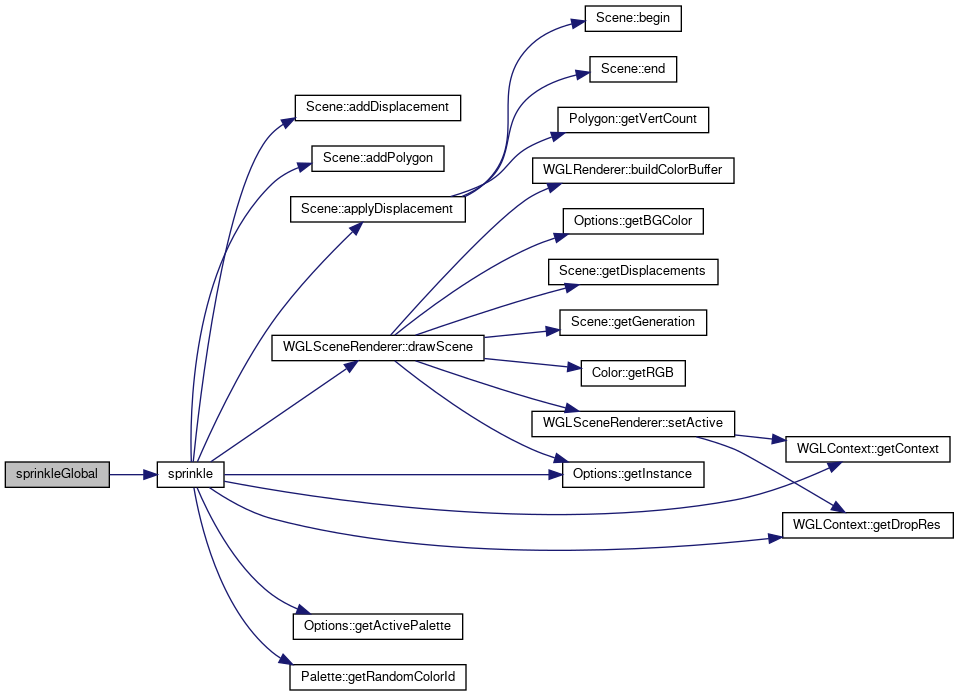 Scene::begin
Scene::end
Scene::addDisplacement
Polygon::getVertCount
Scene::addPolygon
WGLRenderer::buildColorBuffer
Scene::applyDisplacement
Options::getBGColor
Scene::getDisplacements
Scene::getGeneration
WGLSceneRenderer::drawScene
Color::getRGB
WGLSceneRenderer::setActive
WGLContext::getContext
sprinkleGlobal
sprinkle
Options::getInstance
WGLContext::getDropRes
Options::getActivePalette
Palette::getRandomColorId